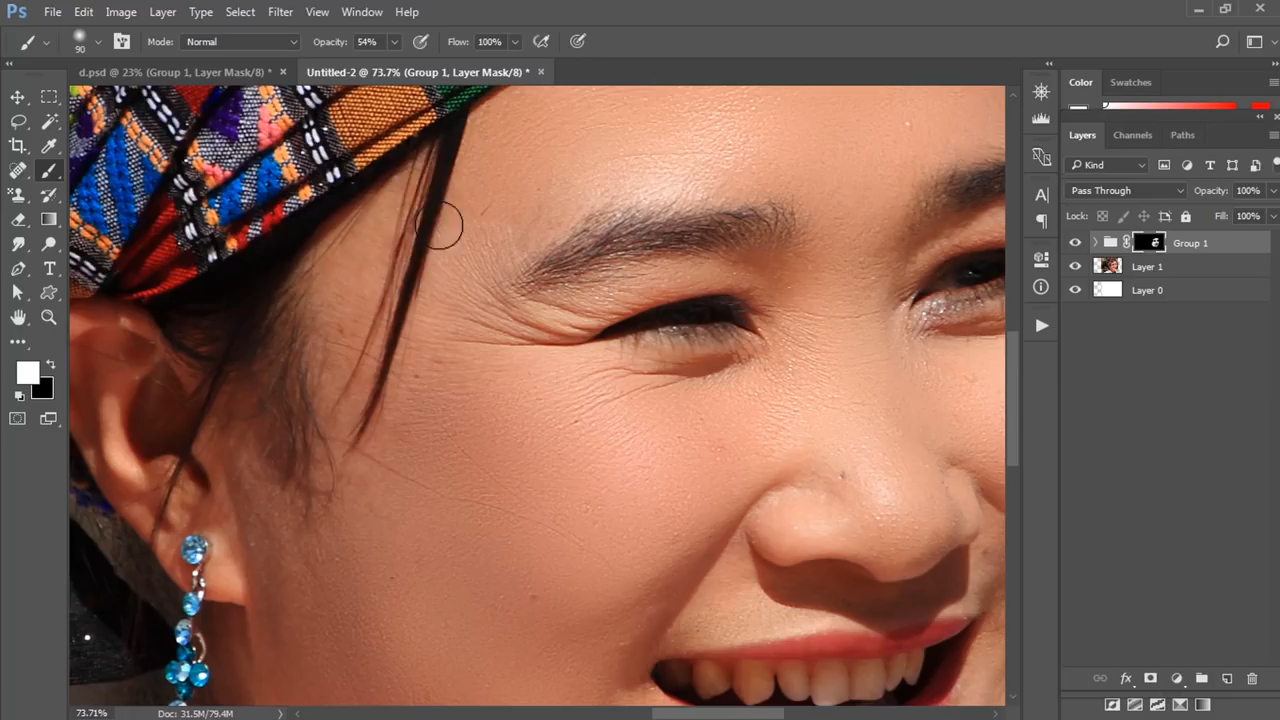 Ps File Edit Image Layer Type Select Filter View Window Help
90 Mode: Normal Opacity: 54% Flow: 100%
d.psd @ 23% (Group 1, Layer Mask/8) * × Untitled-2 @ 73.7% (Group 1, Layer Mask/8) * ×
Color Swatches
Layers Channels Paths
Kind
Pass Through Opacity: 100%
Lock: Fill: 100%
Group 1
Layer 1
Layer 0
73.71% Doc: 31.5M/79.4M